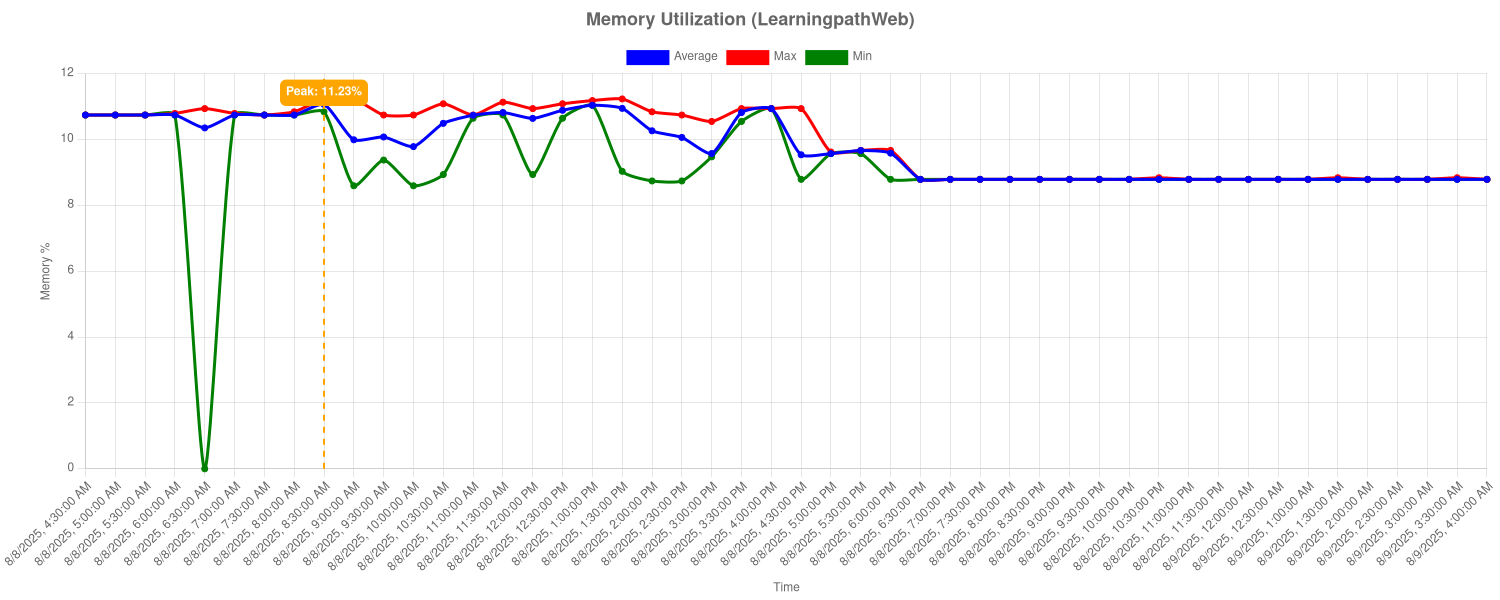 Memory Utilization (LearningpathWeb)
Average Max Min
Peak: 11.23%
12
10
8
6
4
2
0
Memory %
8/8/2025, 4:30:00 AM
8/8/2025, 5:00:00 AM
8/8/2025, 5:30:00 AM
8/8/2025, 6:00:00 AM
8/8/2025, 6:30:00 AM
8/8/2025, 7:00:00 AM
8/8/2025, 7:30:00 AM
8/8/2025, 8:00:00 AM
8/8/2025, 8:30:00 AM
8/8/2025, 9:00:00 AM
8/8/2025, 9:30:00 AM
8/8/2025, 10:00:00 AM
8/8/2025, 10:30:00 AM
8/8/2025, 11:00:00 AM
8/8/2025, 11:30:00 AM
8/8/2025, 12:00:00 PM
8/8/2025, 12:30:00 PM
8/8/2025, 1:00:00 PM
8/8/2025, 1:30:00 PM
8/8/2025, 2:00:00 PM
8/8/2025, 2:30:00 PM
8/8/2025, 3:00:00 PM
8/8/2025, 3:30:00 PM
8/8/2025, 4:00:00 PM
8/8/2025, 4:30:00 PM
8/8/2025, 5:00:00 PM
8/8/2025, 5:30:00 PM
8/8/2025, 6:00:00 PM
8/8/2025, 6:30:00 PM
8/8/2025, 7:00:00 PM
8/8/2025, 7:30:00 PM
8/8/2025, 8:00:00 PM
8/8/2025, 8:30:00 PM
8/8/2025, 9:00:00 PM
8/8/2025, 9:30:00 PM
8/8/2025, 10:00:00 PM
8/8/2025, 10:30:00 PM
8/8/2025, 11:00:00 PM
8/8/2025, 11:30:00 PM
8/9/2025, 12:00:00 AM
8/9/2025, 12:30:00 AM
8/9/2025, 1:00:00 AM
8/9/2025, 1:30:00 AM
8/9/2025, 2:00:00 AM
8/9/2025, 2:30:00 AM
8/9/2025, 3:00:00 AM
8/9/2025, 3:30:00 AM
8/9/2025, 4:00:00 AM
Time